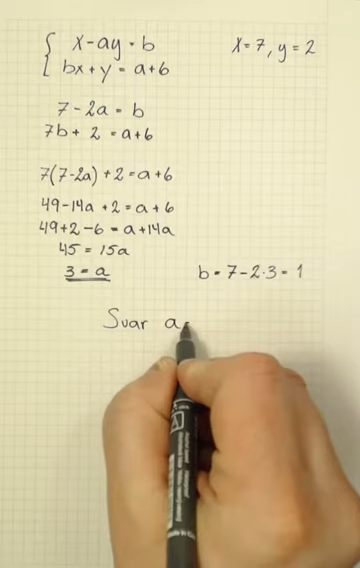 x - ay = b
bx + y = a + 6
x = 7, y = 2
7 - 2a = b
7b + 2 = a + 6
7(7-2a) + 2 = a + 6
49 - 14a + 2 = a + 6
49 + 2 - 6 = a + 14a
45 = 15a
3 = a
b = 7 - 2·3 = 1
Svar a